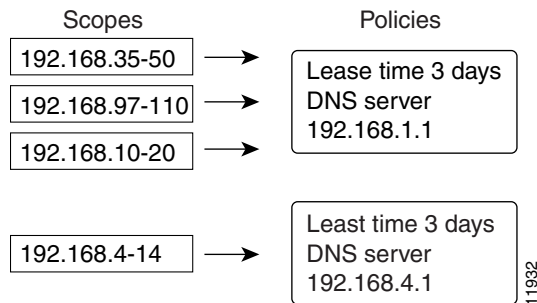 Scopes
Policies
192.168.35-50
192.168.97-110
192.168.10-20
Lease time 3 days
DNS server
192.168.1.1
192.168.4-14
Least time 3 days
DNS server
192.168.4.1
11932